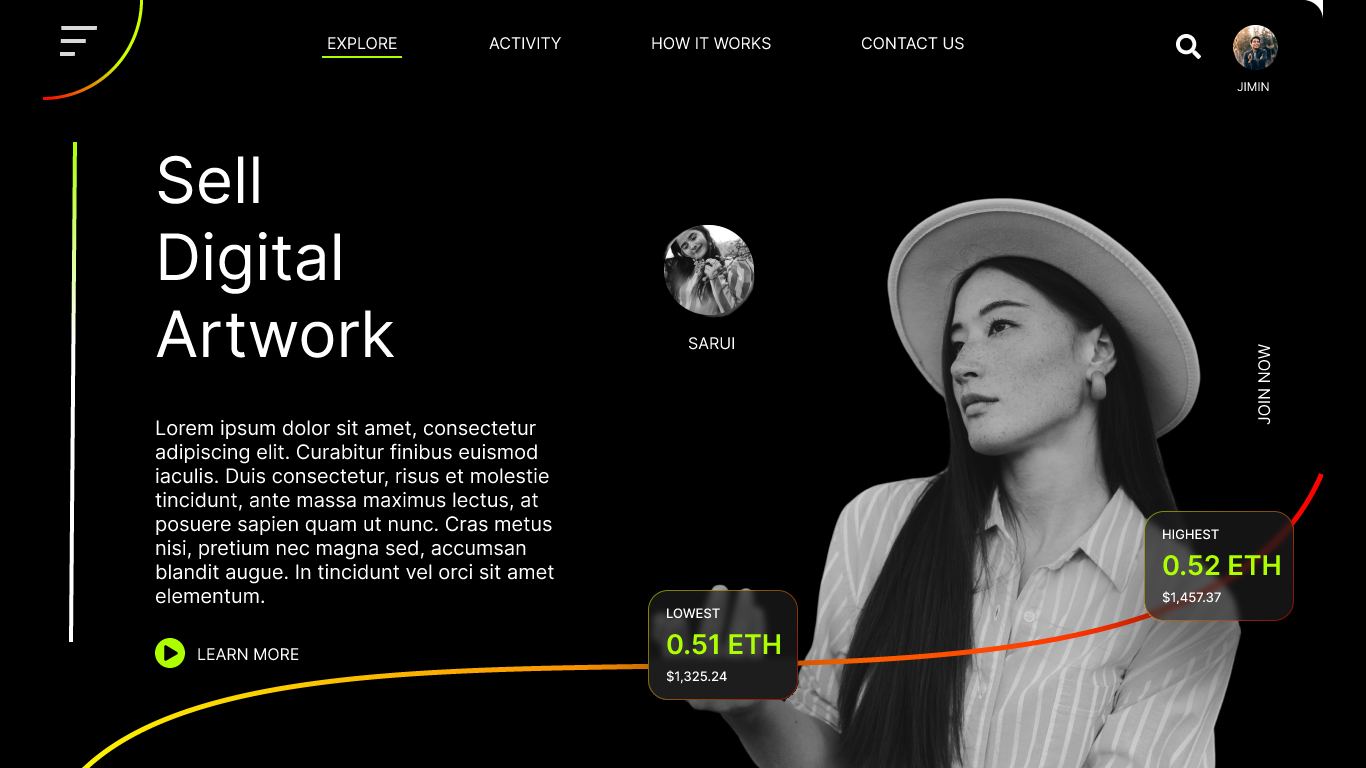 EXPLORE
ACTIVITY
HOW IT WORKS
CONTACT US
JIMIN
Sell
Digital
Artwork
SARUI
JOIN NOW
Lorem ipsum dolor sit amet, consectetur
adipiscing elit. Curabitur finibus euismod
iaculis. Duis consectetur, risus et molestie
tincidunt, ante massa maximus lectus, at
posuere sapien quam ut nunc. Cras metus
nisi, pretium nec magna sed, accumsan
blandit augue. In tincidunt vel orci sit amet
elementum.
LEARN MORE
LOWEST
0.51 ETH
$1,325.24
HIGHEST
0.52 ETH
$1,457.37